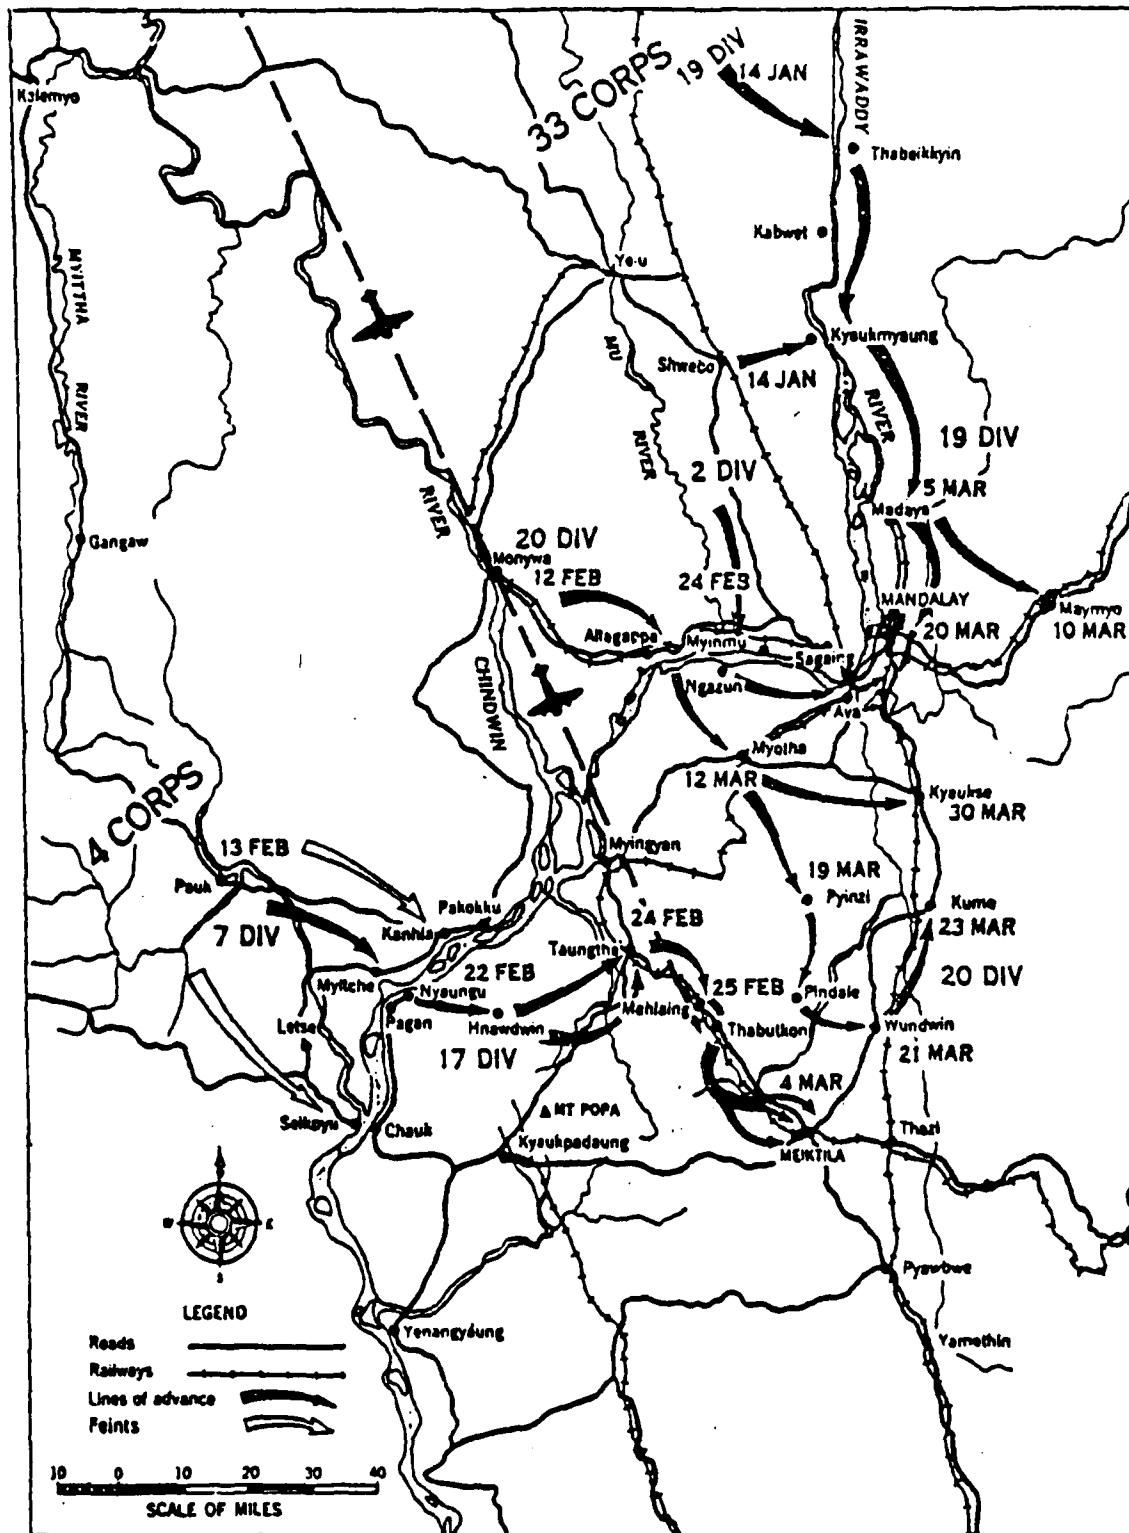 33 CORPS
19 DIV
14 JAN
IRRAWADDY
Kalemyo
Thabeikkyin
Kabwet
MYITTHA
RIVER
Ye-u
MU
RIVER
Kyaukmyaung
Shwebo
14 JAN
RIVER
19 DIV
2 DIV
5 MAR
Madaya
RIVER
Gangaw
20 DIV
Monywa
12 FEB
24 FEB
MANDALAY
Maymyo
10 MAR
20 MAR
Allagappa
Myinmu
Sagaing
Ngazun
Ava
CHINDWIN
Myotha
12 MAR
Kyaukse
30 MAR
4 CORPS
13 FEB
Pauk
Myingyan
19 MAR
Pyinzi
Kume
23 MAR
7 DIV
Pakokku
Kanhla
24 FEB
Taungtha
22 FEB
20 DIV
Myitche
Nyaungu
25 FEB
Pindale
Mahlaing
Hnawdwin
Letse
Pagan
Thabutkon
Wundwin
21 MAR
17 DIV
4 MAR
MT POPA
Seikpyu
Chauk
Kyaukpadaung
MEIKTILA
Thazi
W
E
S
Pyawbwe
LEGEND
Roads
Railways
Lines of advance
Feints
Yenangyaung
Yamethin
10 0 10 20 30 40
SCALE OF MILES